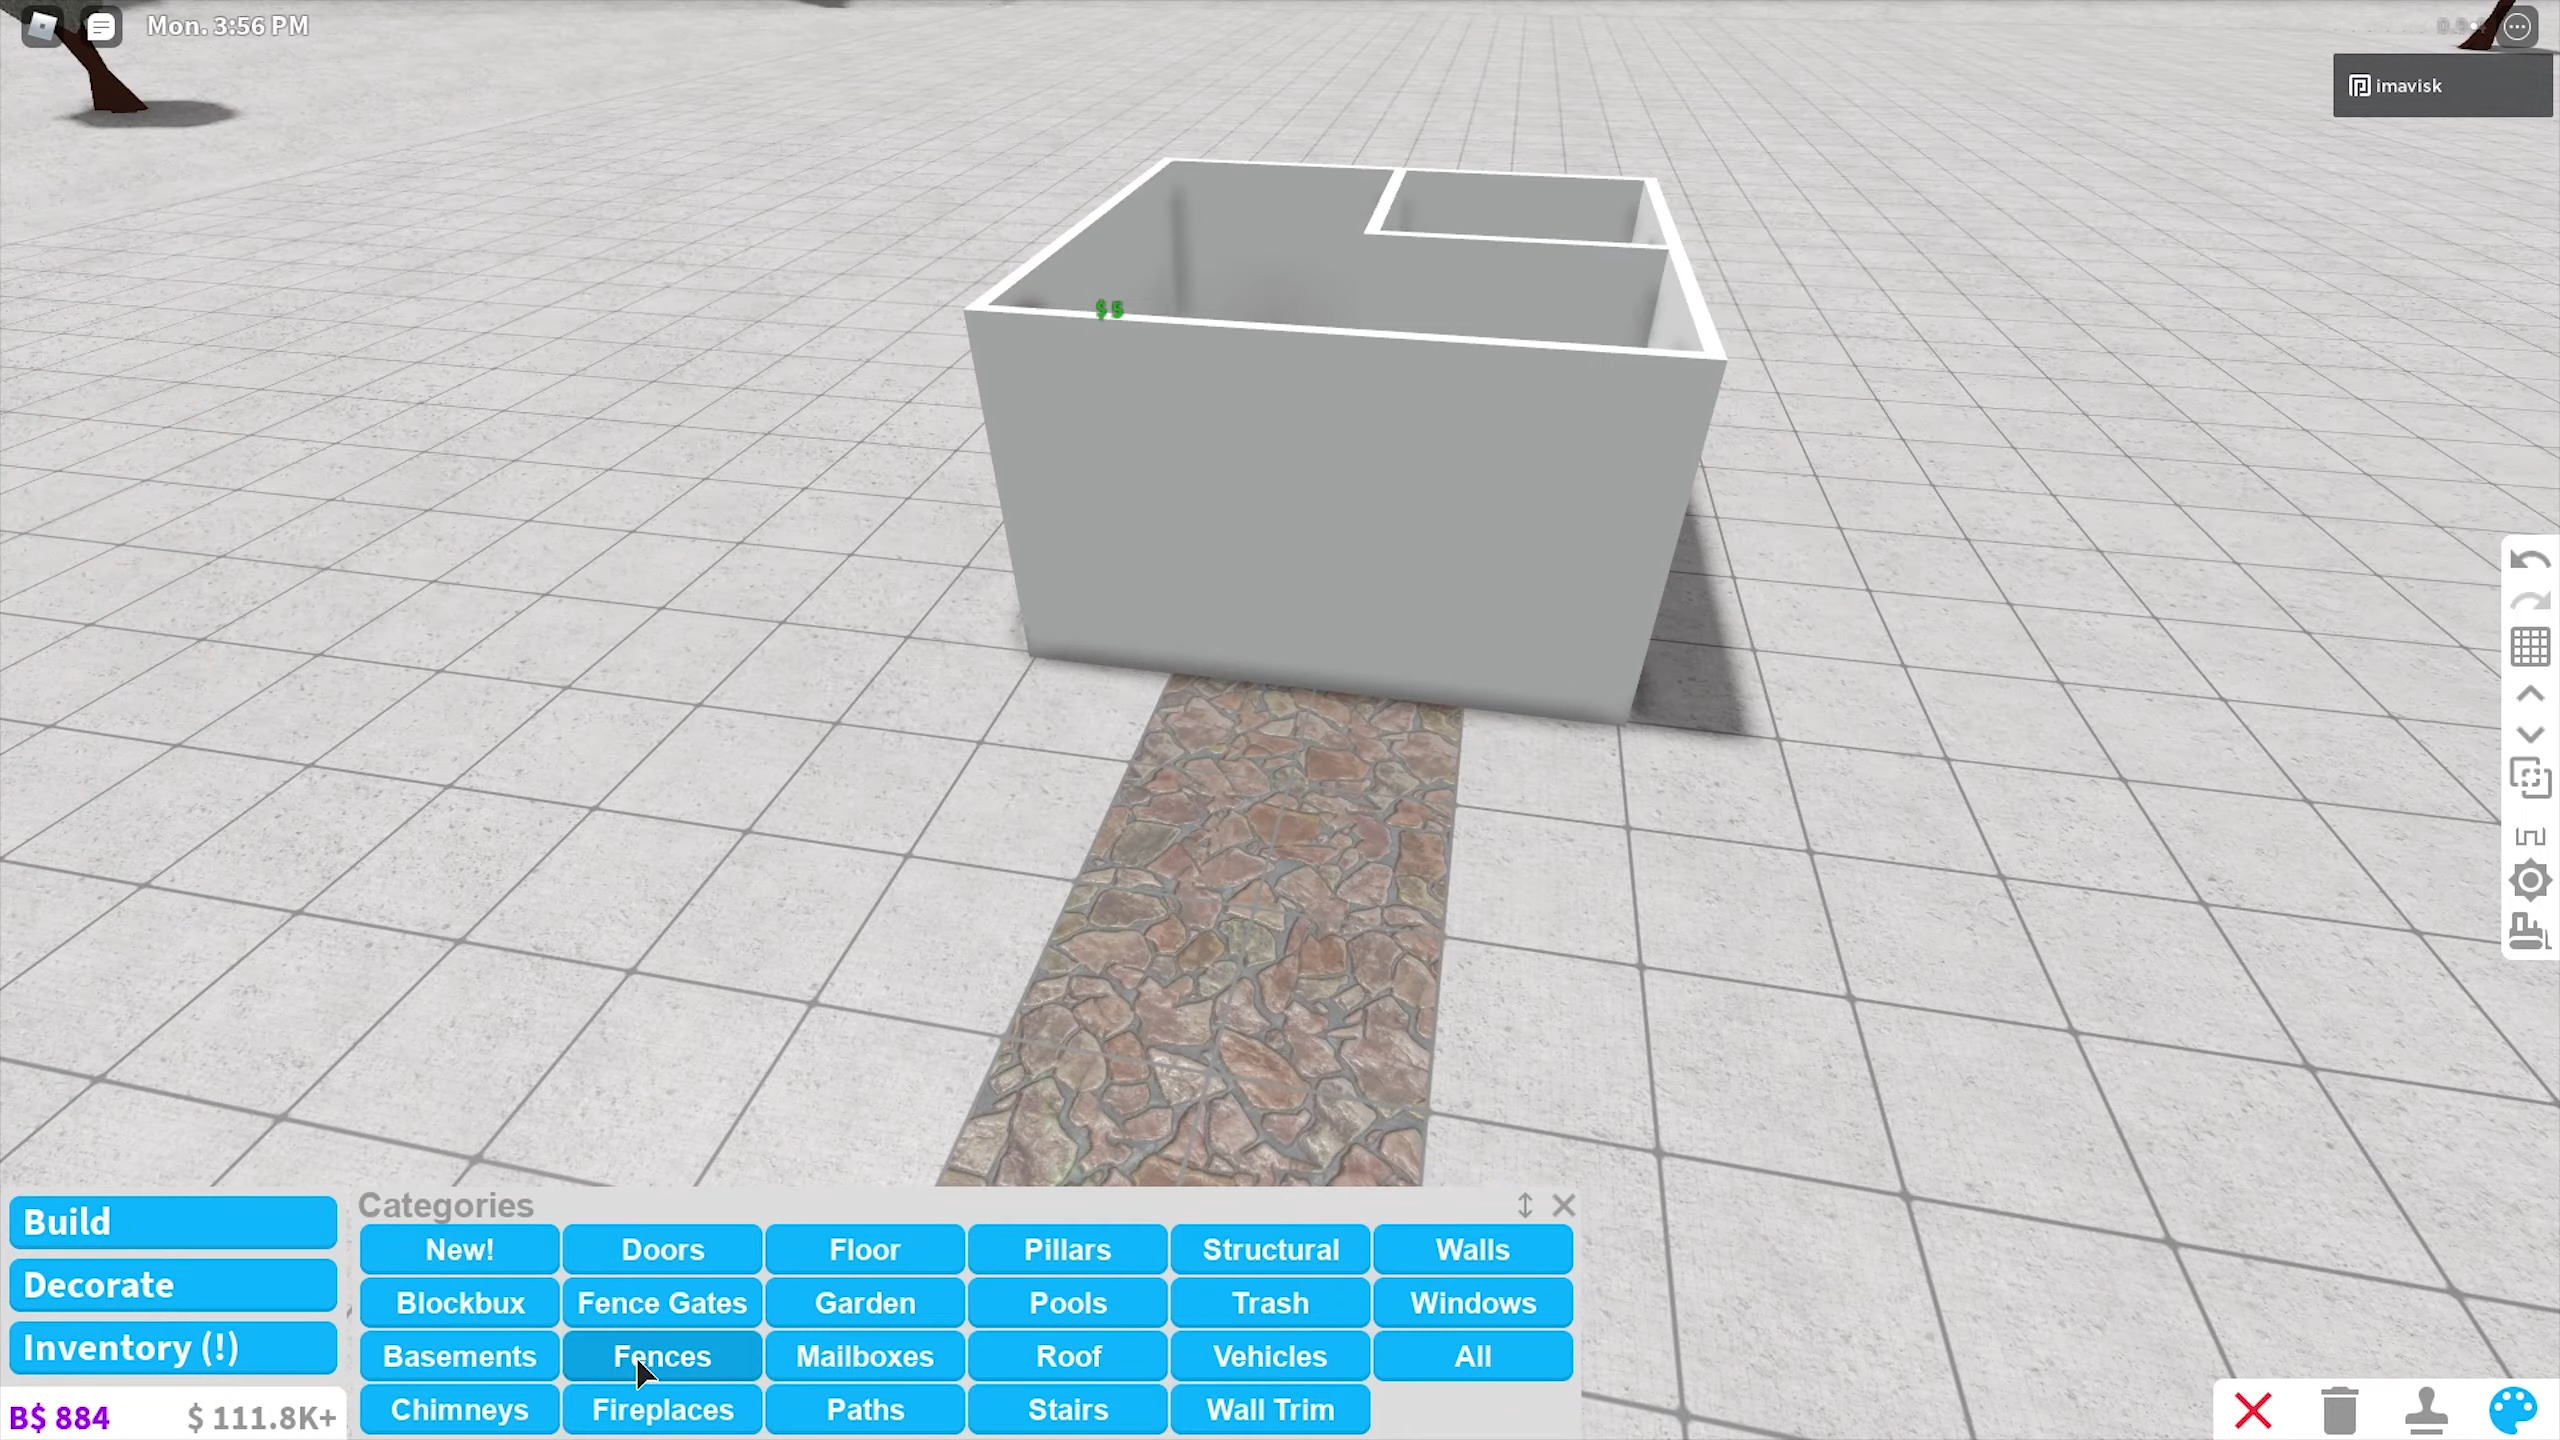 Mon. 3:56 PM
imavisk
$ 5
Categories
Build
Decorate
Inventory (!)
B$ 884
$ 111.8K+
New!
Doors
Floor
Pillars
Structural
Walls
Blockbux
Fence Gates
Garden
Pools
Trash
Windows
Basements
Fences
Mailboxes
Roof
Vehicles
All
Chimneys
Fireplaces
Paths
Stairs
Wall Trim